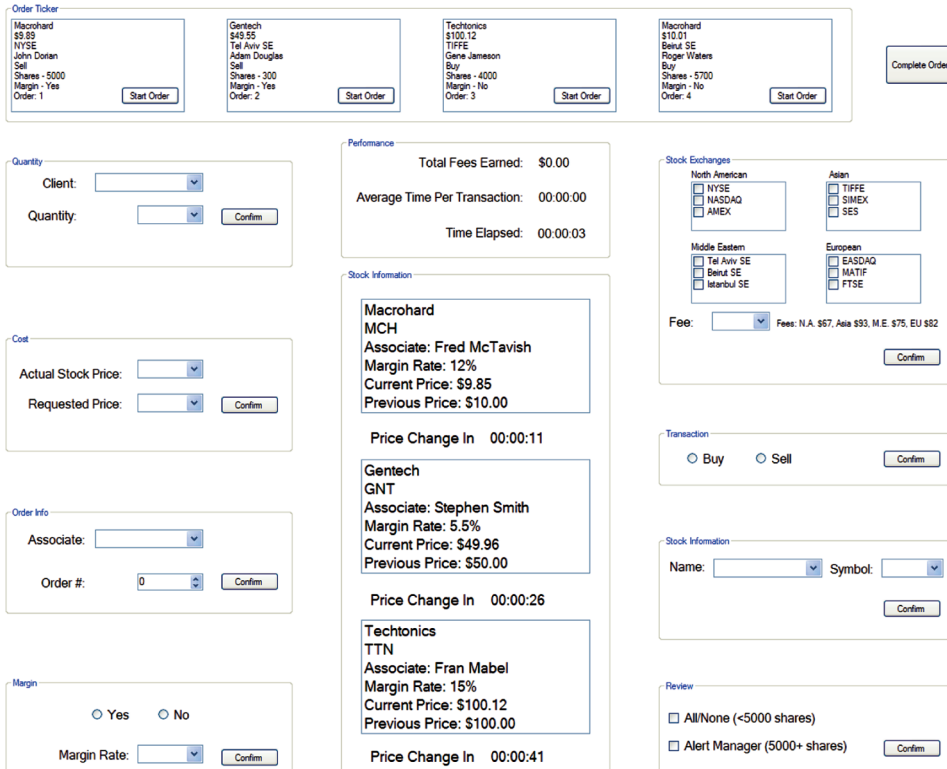 Order Ticker
Macrohard
$9.89
NYSE
John Dorian
Sell
Shares - 5000
Margin - Yes
Order: 1
Start Order
Gentech
$49.55
Tel Aviv SE
Adam Douglas
Sell
Shares - 300
Margin - Yes
Order: 2
Start Order
Techtonics
$100.12
TIFFE
Gene Jameson
Buy
Shares - 4000
Margin - No
Order: 3
Start Order
Macrohard
$10.01
Beirut SE
Roger Waters
Buy
Shares - 5700
Margin - No
Order: 4
Start Order
Complete Order
Quantity
Client:
Quantity:
Confirm
Cost
Actual Stock Price:
Requested Price:
Confirm
Order Info
Associate:
Order #: 0
Confirm
Margin
Yes No
Margin Rate:
Confirm
Perfomance
Total Fees Earned: $0.00
Average Time Per Transaction: 00:00:00
Time Elapsed: 00:00:03
Stock Information
Macrohard
MCH
Associate: Fred McTavish
Margin Rate: 12%
Current Price: $9.85
Previous Price: $10.00
Price Change In 00:00:11
Gentech
GNT
Associate: Stephen Smith
Margin Rate: 5.5%
Current Price: $49.96
Previous Price: $50.00
Price Change In 00:00:26
Techtonics
TTN
Associate: Fran Mabel
Margin Rate: 15%
Current Price: $100.12
Previous Price: $100.00
Price Change In 00:00:41
Stock Exchanges
North American
NYSE
NASDAQ
AMEX
Asian
TIFFE
SIMEX
SES
Middle Eastern
Tel Aviv SE
Beirut SE
Istanbul SE
European
EASDAQ
MATIF
FTSE
Fee:
Fees: N.A. $67, Asia $93, M.E. $75, EU $82
Confirm
Transaction
Buy Sell
Confirm
Stock Information
Name: Symbol:
Confirm
Review
All/None (<5000 shares)
Alert Manager (5000+ shares)
Confirm